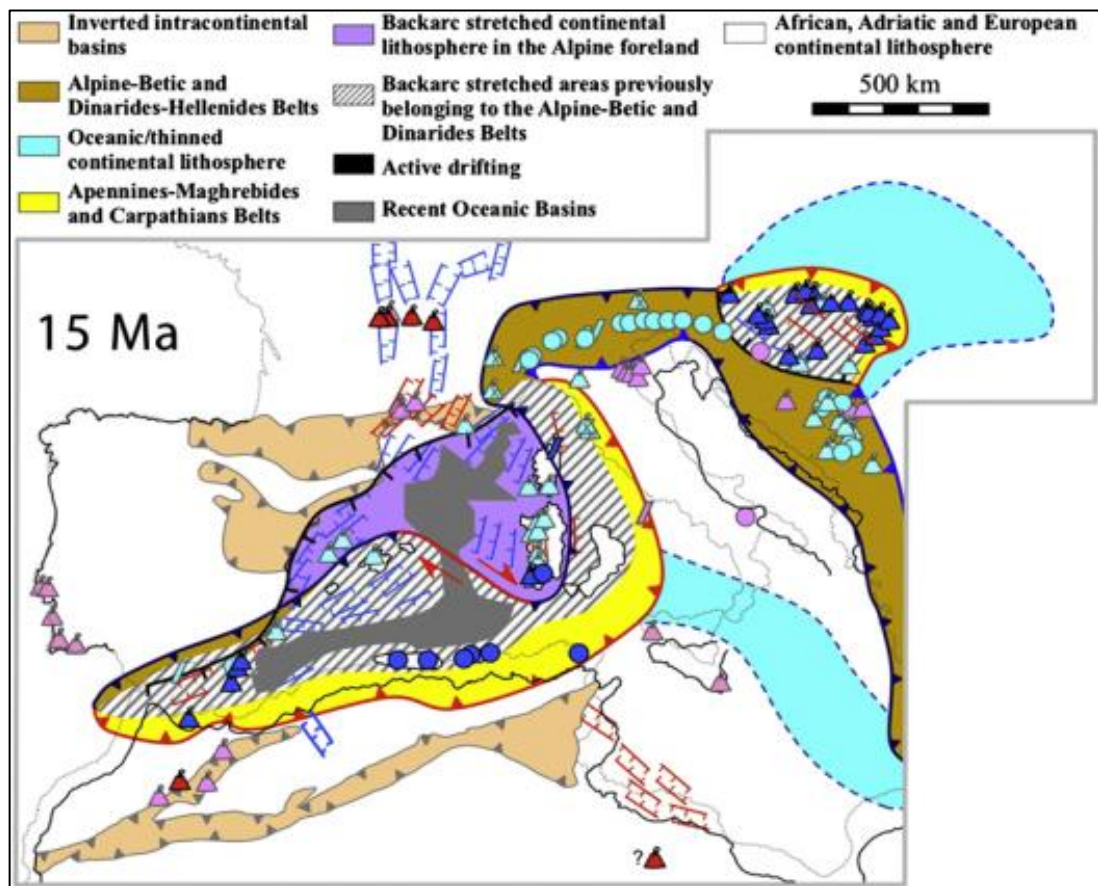 Inverted intracontinental
basins
Alpine-Betic and
Dinarides-Hellenides Belts
Oceanic/thinned
continental lithosphere
Apennines-Maghrebides
and Carpathians Belts
Backarc stretched continental
lithosphere in the Alpine foreland
Backarc stretched areas previously
belonging to the Alpine-Betic and
Dinarides Belts
Active drifting
Recent Oceanic Basins
African, Adriatic and European
continental lithosphere
500 km
15 Ma
?